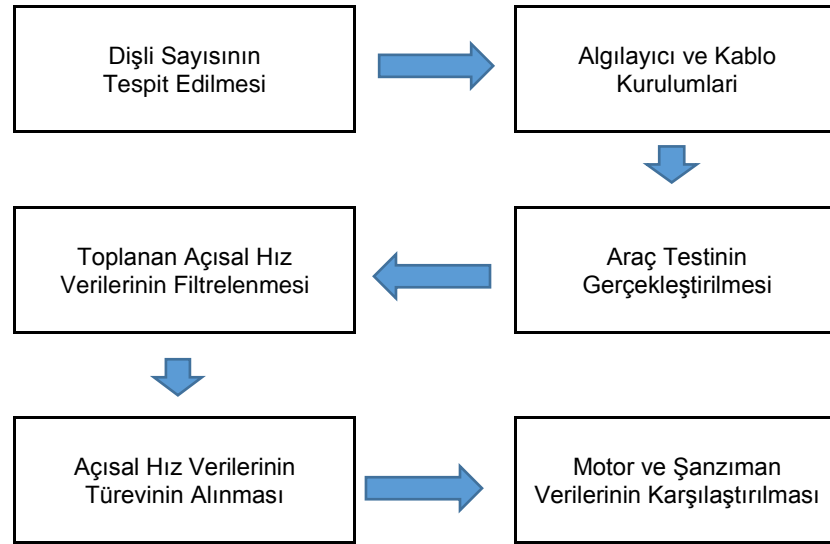 Dişli Sayısının
Tespit Edilmesi
Algılayıcı ve Kablo
Kurulumlari
Araç Testinin
Gerçekleştirilmesi
Toplanan Açısal Hız
Verilerinin Filtrelenmesi
Açısal Hız Verilerinin
Türevinin Alınması
Motor ve Şanzıman
Verilerinin Karşılaştırılması